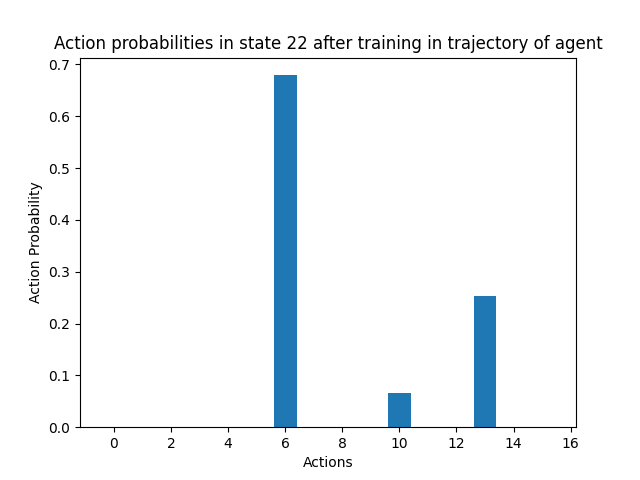 Action probabilities in state 22 after training in trajectory of agent
0.7
0.6
0.5
0.4
0.3
0.2
0.1
0.0
Action Probability
0 2 4 6 8 10 12 14 16
Actions